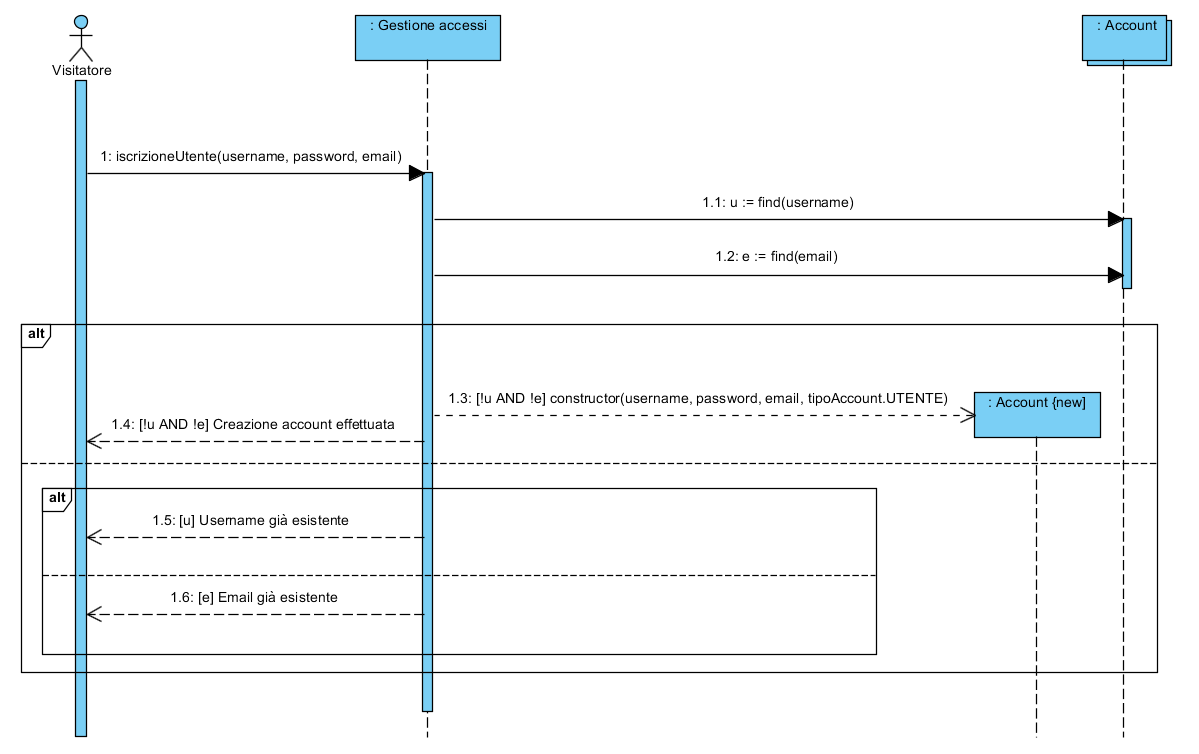 : Gestione accessi
: Account
Visitatore
1: iscrizioneUtente(username, password, email)
1.1: u := find(username)
1.2: e := find(email)
alt
1.3: [!u AND !e] constructor(username, password, email, tipoAccount.UTENTE)
: Account {new]
1.4: [!u AND !e] Creazione account effettuata
alt
1.5: [u] Username già esistente
1.6: [e] Email già esistente